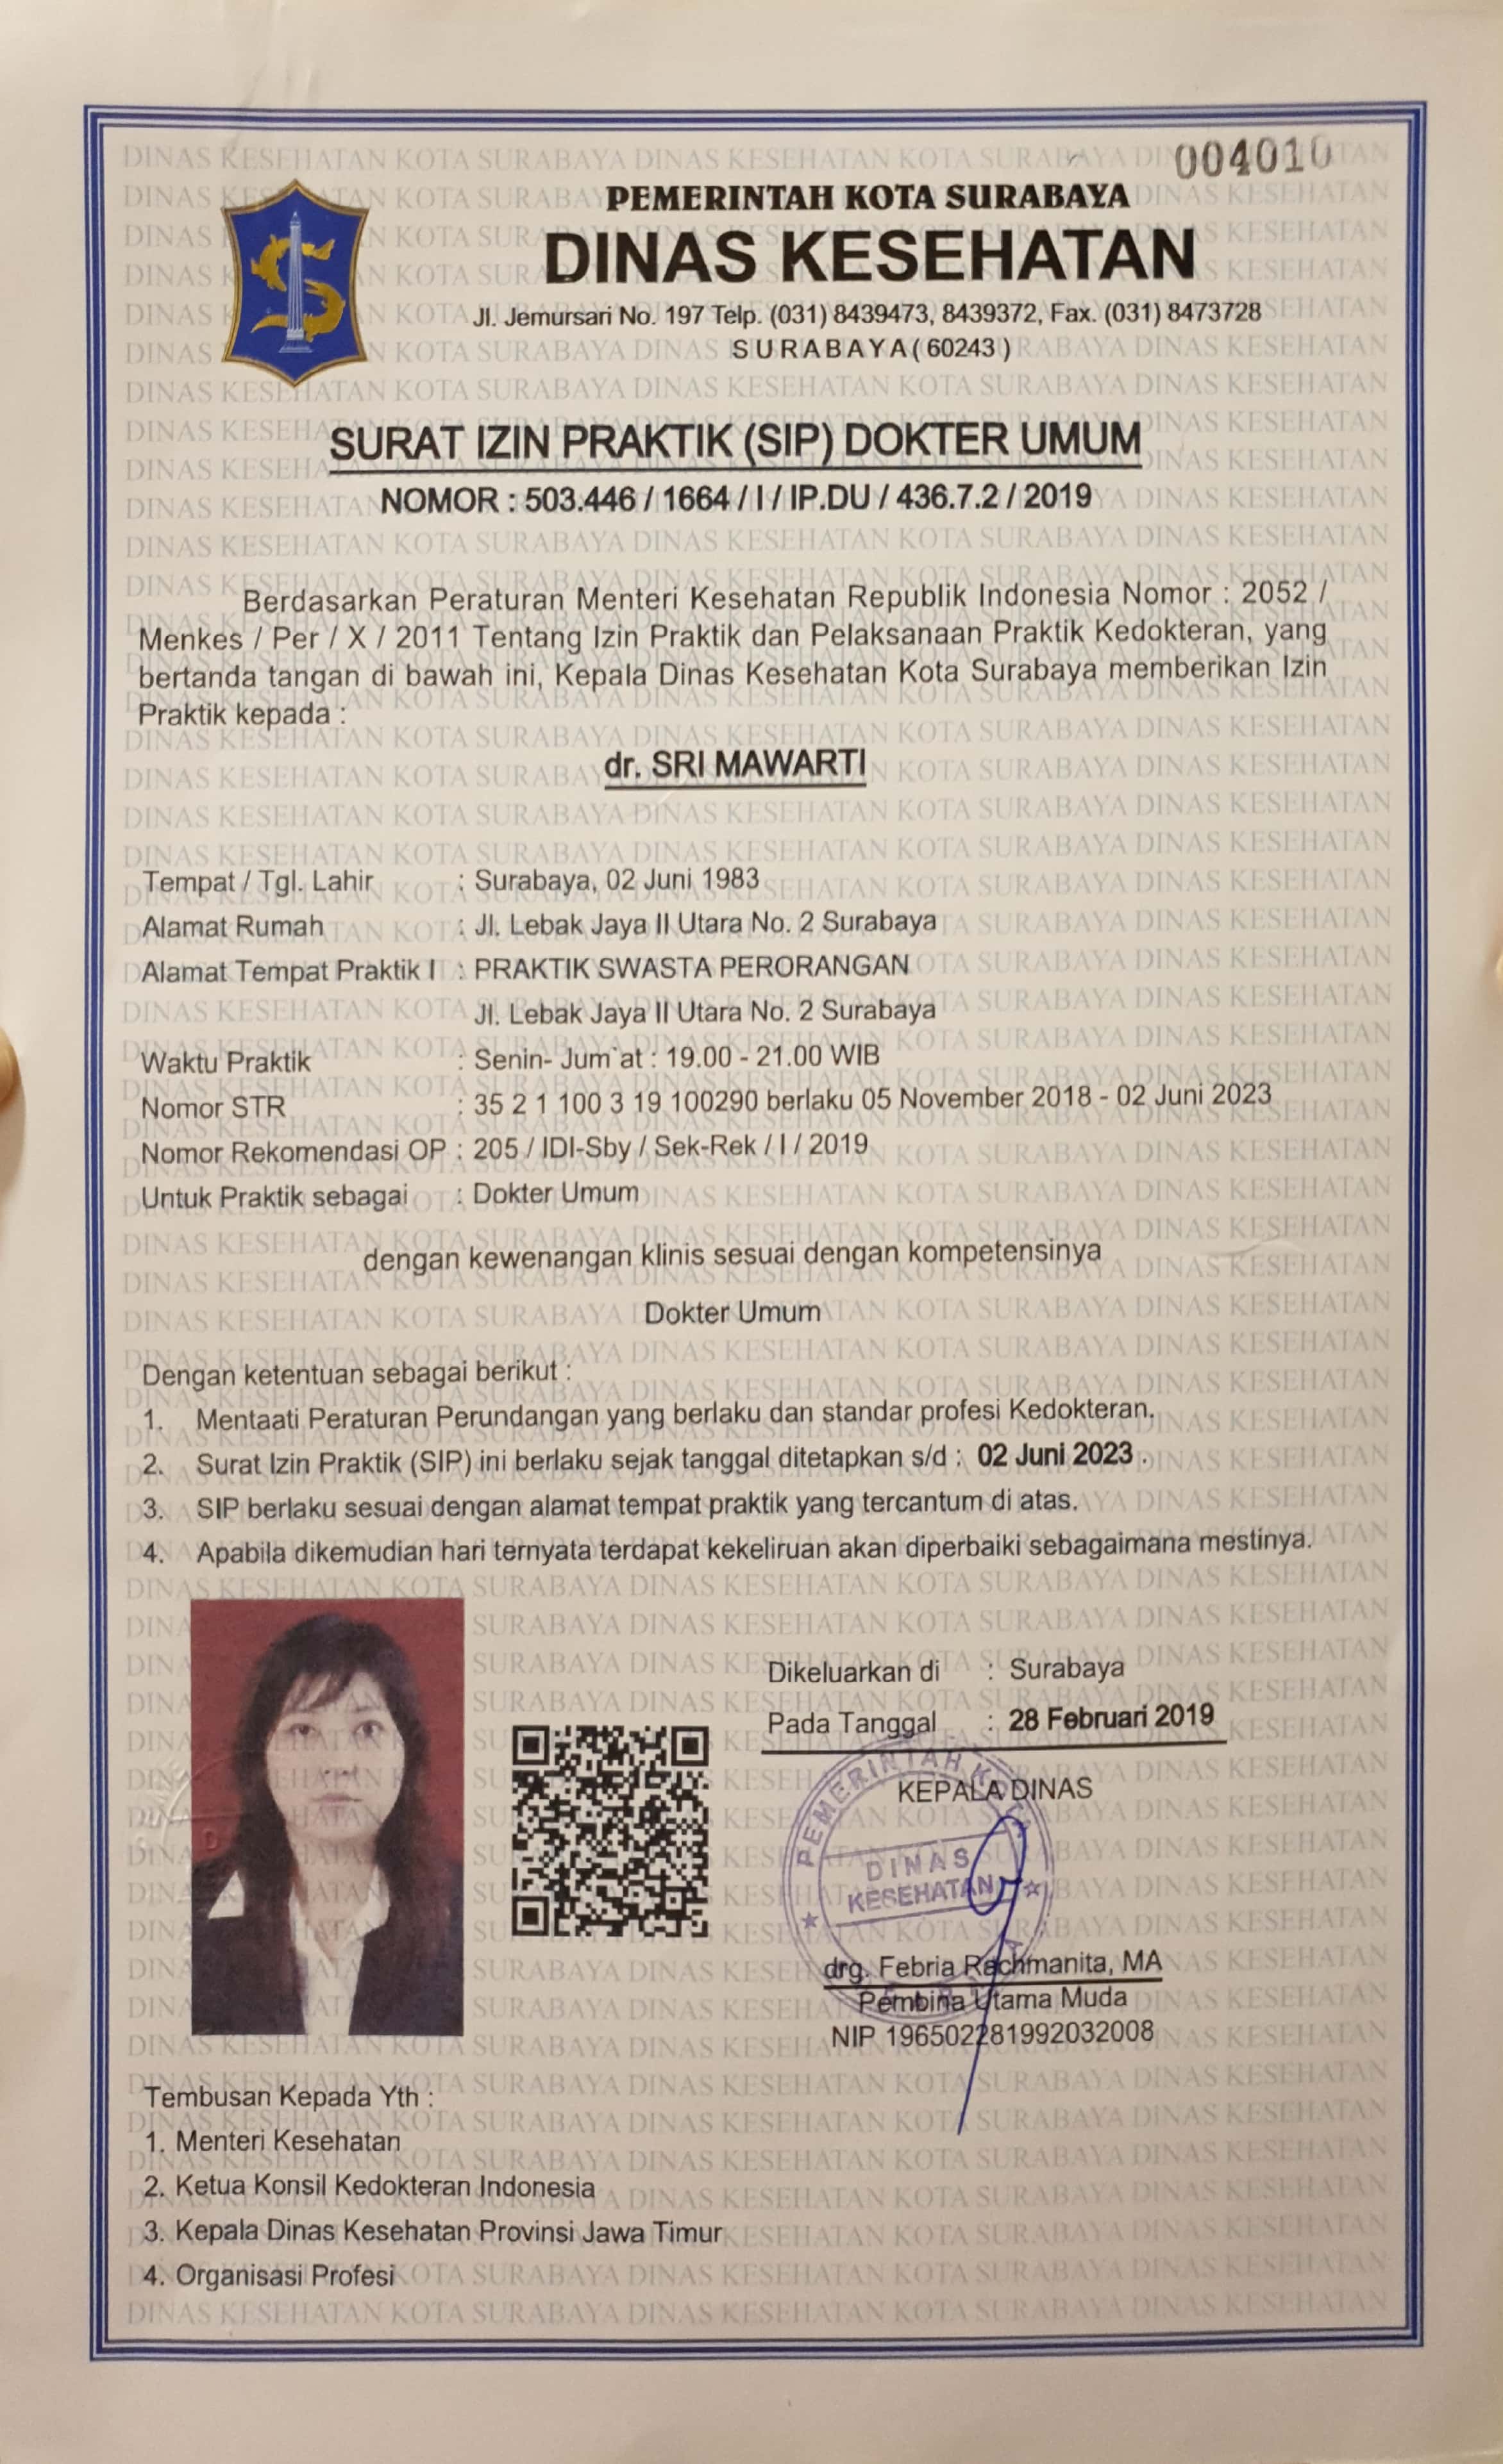 004010
PEMERINTAH KOTA SURABAYA
DINAS KESEHATAN
Jl. Jemursari No. 197 Telp. (031) 8439473, 8439372, Fax. (031) 8473728
SURABAYA (60243)
SURAT IZIN PRAKTIK (SIP) DOKTER UMUM
NOMOR : 503.446 / 1664 / I / IP.DU / 436.7.2 / 2019
Berdasarkan Peraturan Menteri Kesehatan Republik Indonesia Nomor : 2052 /
Menkes / Per / X / 2011 Tentang Izin Praktik dan Pelaksanaan Praktik Kedokteran, yang
bertanda tangan di bawah ini, Kepala Dinas Kesehatan Kota Surabaya memberikan Izin
Praktik kepada :
dr. SRI MAWARTI
Tempat / Tgl. Lahir : Surabaya, 02 Juni 1983
Alamat Rumah : Jl. Lebak Jaya II Utara No. 2 Surabaya
Alamat Tempat Praktik I : PRAKTIK SWASTA PERORANGAN
Jl. Lebak Jaya II Utara No. 2 Surabaya
Waktu Praktik : Senin- Jum`at : 19.00 - 21.00 WIB
Nomor STR : 35 2 1 100 3 19 100290 berlaku 05 November 2018 - 02 Juni 2023
Nomor Rekomendasi OP : 205 / IDI-Sby / Sek-Rek / I / 2019
Untuk Praktik sebagai : Dokter Umum
dengan kewenangan klinis sesuai dengan kompetensinya
Dokter Umum
Dengan ketentuan sebagai berikut :
1. Mentaati Peraturan Perundangan yang berlaku dan standar profesi Kedokteran.
2. Surat Izin Praktik (SIP) ini berlaku sejak tanggal ditetapkan s/d : 02 Juni 2023 .
3. SIP berlaku sesuai dengan alamat tempat praktik yang tercantum di atas.
4. Apabila dikemudian hari ternyata terdapat kekeliruan akan diperbaiki sebagaimana mestinya.
Dikeluarkan di : Surabaya
Pada Tanggal : 28 Februari 2019
KEPALA DINAS
PEMERINTAH KOTA
DINAS
KESEHATAN
drg. Febria Rachmanita, MA
Pembina Utama Muda
NIP 196502281992032008
Tembusan Kepada Yth :
1. Menteri Kesehatan
2. Ketua Konsil Kedokteran Indonesia
3. Kepala Dinas Kesehatan Provinsi Jawa Timur
4. Organisasi Profesi